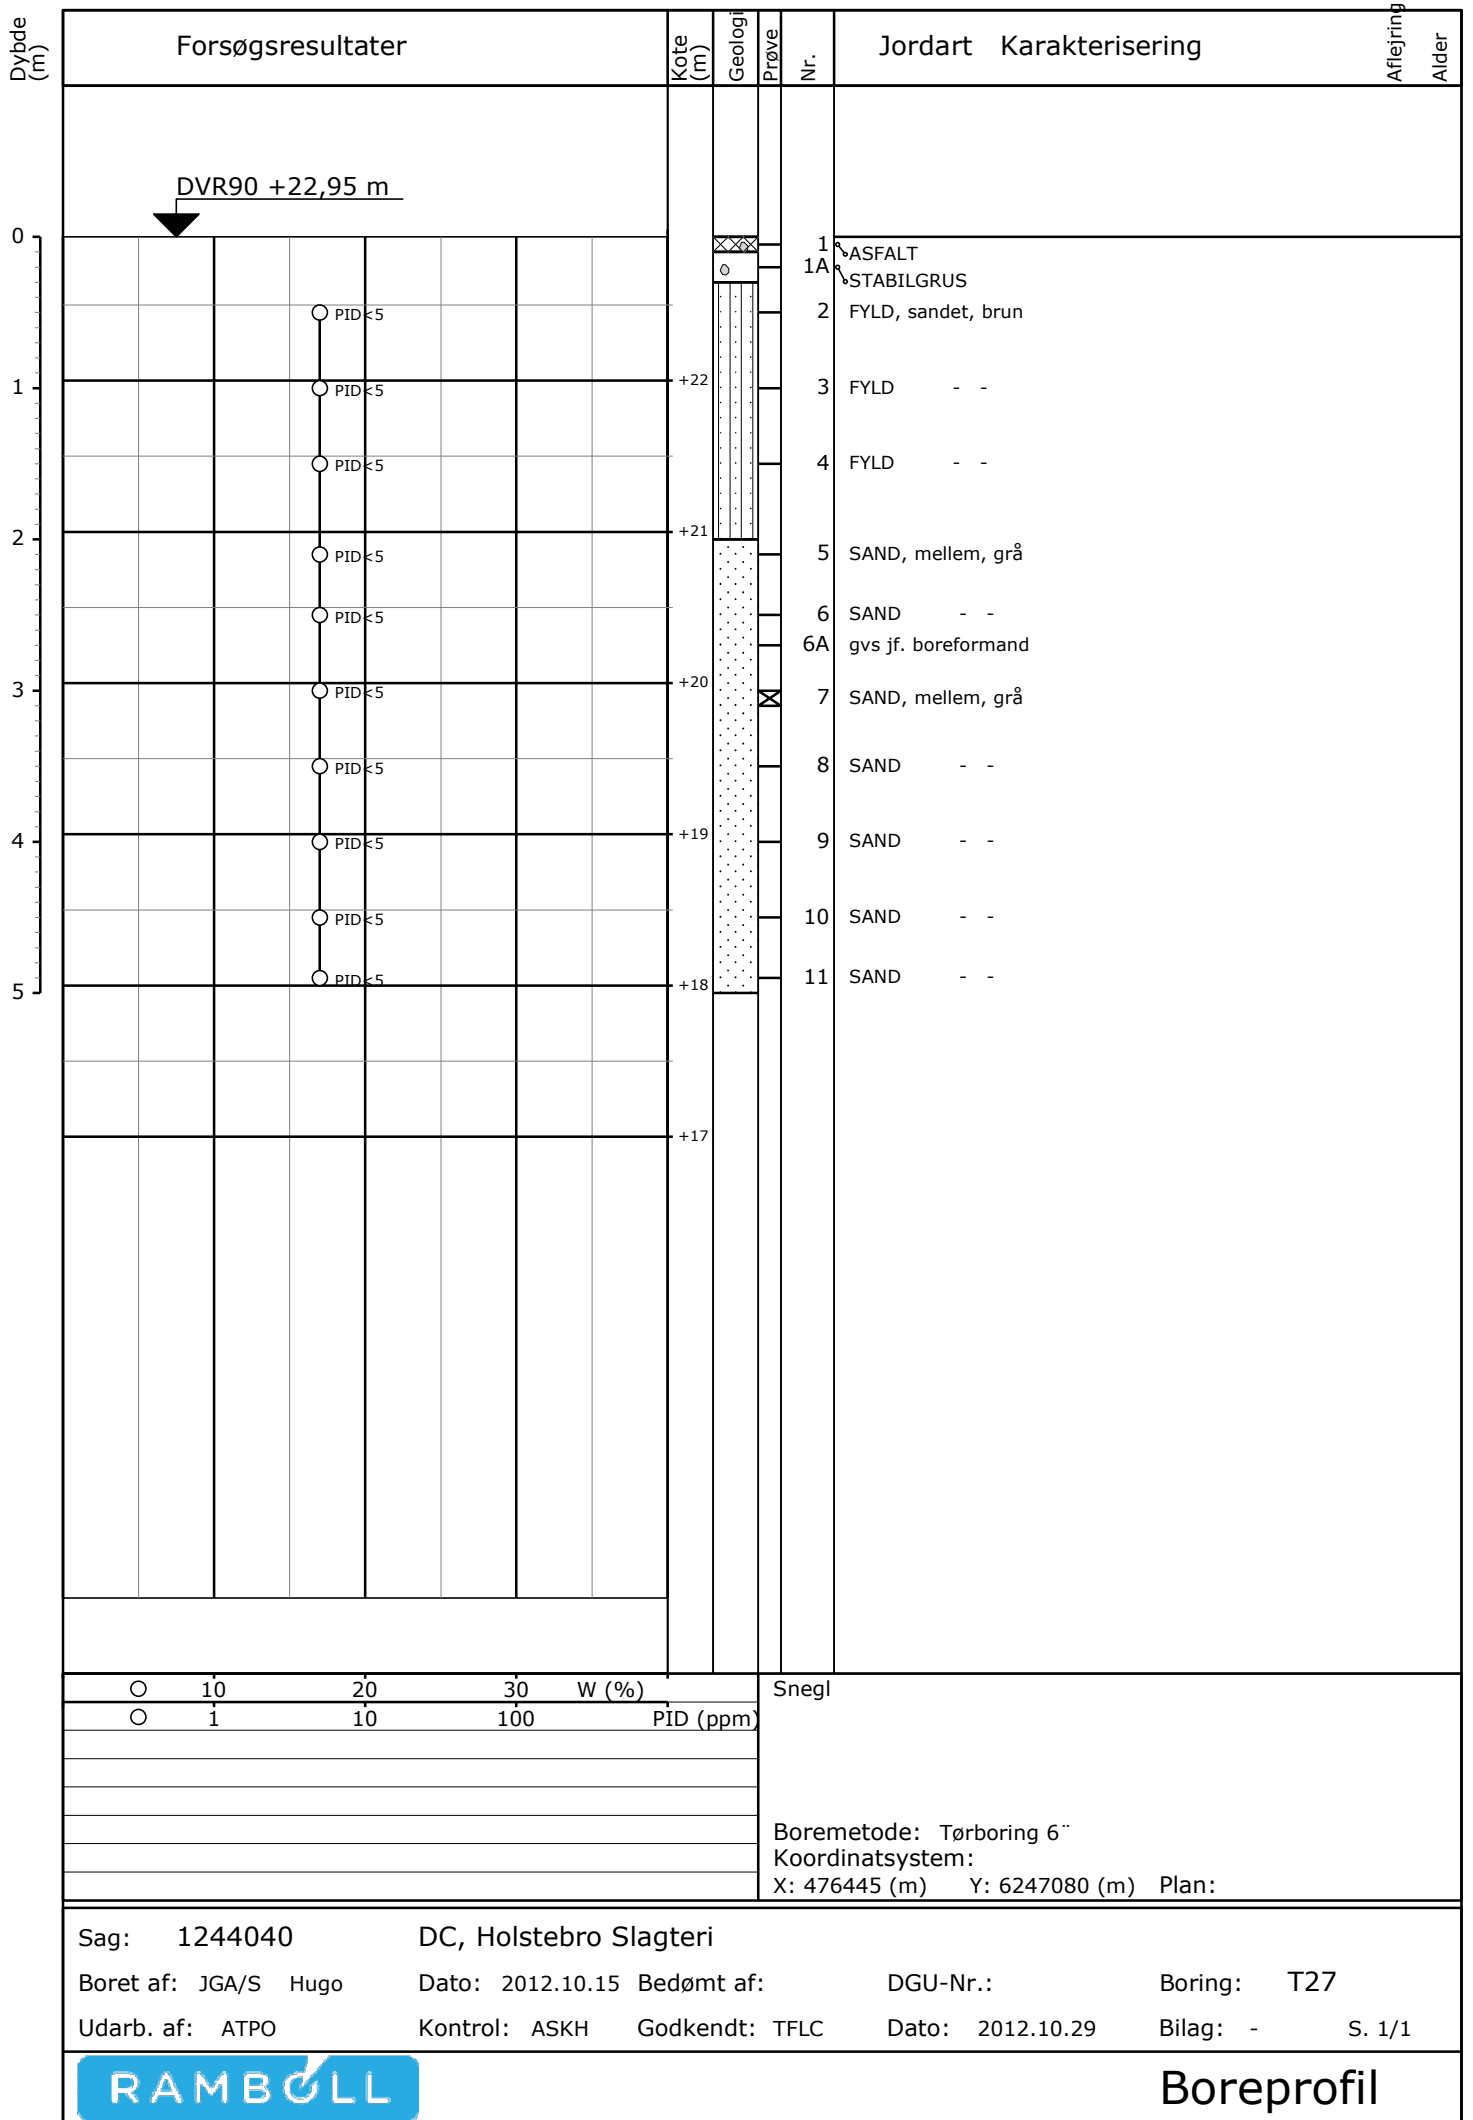 Dybde (m)
Forsøgsresultater
Kote (m)
Geologi
Prøve
Nr.
Jordart Karakterisering
Aflejring
Alder
DVR90 +22,95 m
0
1 ASFALT
1A STABILGRUS
PID<5
2 FYLD, sandet, brun
1
PID<5
+22
3 FYLD - -
PID<5
4 FYLD - -
+21
2
PID<5
5 SAND, mellem, grå
PID<5
6 SAND - -
6A gvs jf. boreformand
+20
3
PID<5
7 SAND, mellem, grå
PID<5
8 SAND - -
+19
4
PID<5
9 SAND - -
PID<5
10 SAND - -
PID<5
11 SAND - -
+18
5
+17
10 20 30 W (%)
1 10 100 PID (ppm)
Snegl
Boremetode: Tørboring 6¨
Koordinatsystem:
X: 476445 (m) Y: 6247080 (m) Plan:
Sag: 1244040 DC, Holstebro Slagteri
Boret af: JGA/S Hugo Dato: 2012.10.15 Bedømt af: DGU-Nr.: Boring: T27
Udarb. af: ATPO Kontrol: ASKH Godkendt: TFLC Dato: 2012.10.29 Bilag: - S. 1/1
RAMBØLL
Boreprofil